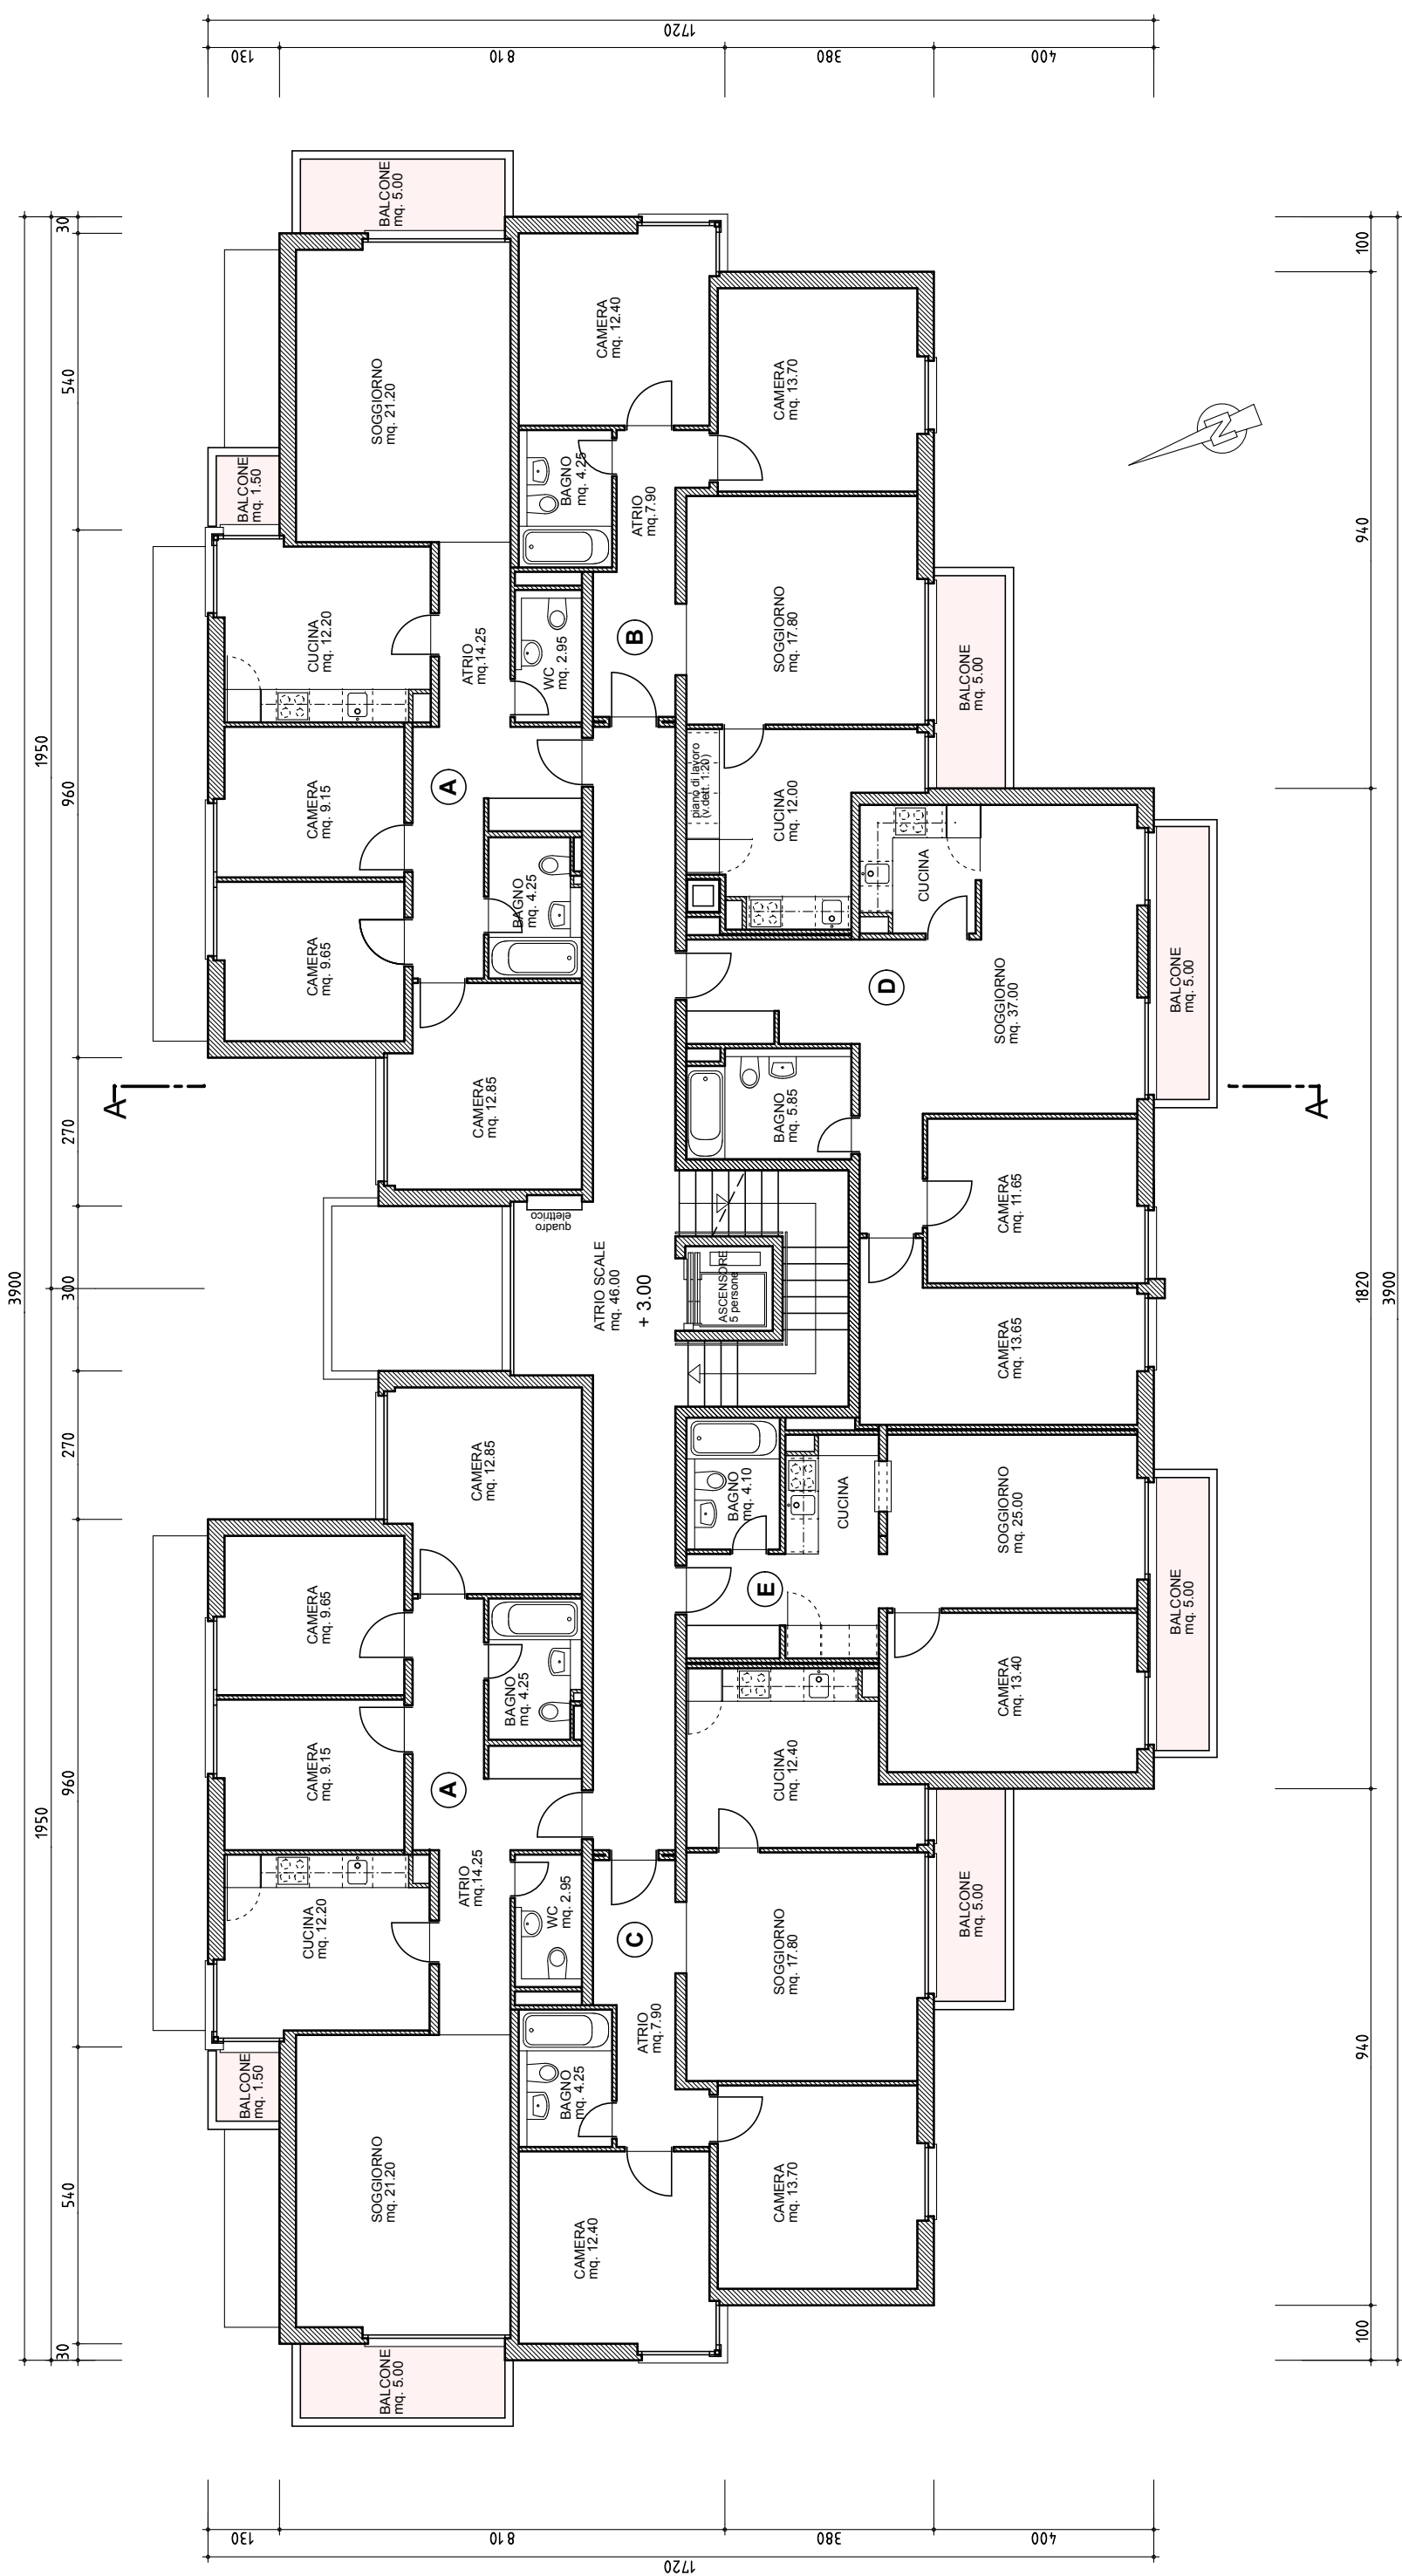 1720
130
810
380
400
3900
1950
1950
30
540
960
270
300
270
960
540
30
100
940
1820
940
100
3900
BALCONE
mq. 5.00
SOGGIORNO
mq. 21.20
BALCONE
mq. 1.50
CUCINA
mq. 12.20
ATRIO
mq.14.25
WC
mq. 2.95
A
CAMERA
mq. 9.15
CAMERA
mq. 9.65
BAGNO
mq. 4.25
CAMERA
mq. 12.85
CAMERA
mq. 12.40
CAMERA
mq. 13.70
BAGNO
mq. 4.25
ATRIO
mq.7.90
B
SOGGIORNO
mq. 17.80
BALCONE
mq. 5.00
piano di lavoro
(v.dett. 1:20)
CUCINA
mq. 12.00
CUCINA
D
SOGGIORNO
mq. 37.00
BALCONE
mq. 5.00
BAGNO
mq. 5.85
CAMERA
mq. 11.65
CAMERA
mq. 13.65
N
A
A
quadro
elettrico
ATRIO SCALE
mq. 46.00
+ 3.00
ASCENSORE
5 persone
CAMERA
mq. 12.85
CAMERA
mq. 9.65
CAMERA
mq. 9.15
BAGNO
mq. 4.25
A
CUCINA
mq. 12.20
ATRIO
mq.14.25
WC
mq. 2.95
BALCONE
mq. 1.50
SOGGIORNO
mq. 21.20
BALCONE
mq. 5.00
BAGNO
mq. 4.10
CUCINA
E
SOGGIORNO
mq. 25.00
BALCONE
mq. 5.00
CAMERA
mq. 13.40
CUCINA
mq. 12.40
C
SOGGIORNO
mq. 17.80
BALCONE
mq. 5.00
ATRIO
mq.7.90
BAGNO
mq. 4.25
CAMERA
mq. 12.40
CAMERA
mq. 13.70
130
810
380
400
1720